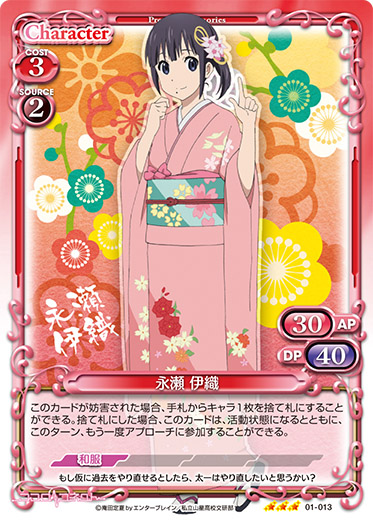 Character
COST
3
SOURCE
2
永瀬
伊織
30 AP
DP 40
永瀬 伊織
このカードが妨害された場合、手札からキャラ1枚を捨て札にすること
ができる。捨て札にした場合、このカードは、活動状態になるとともに、
このターン、もう一度アプローチに参加することができる。
和服
もし仮に過去をやり直せるとしたら、太一はやり直したいと思うかい?
ココロコネクト
©庵田定夏 by エンターブレイン/私立山星高校文研部
01-013